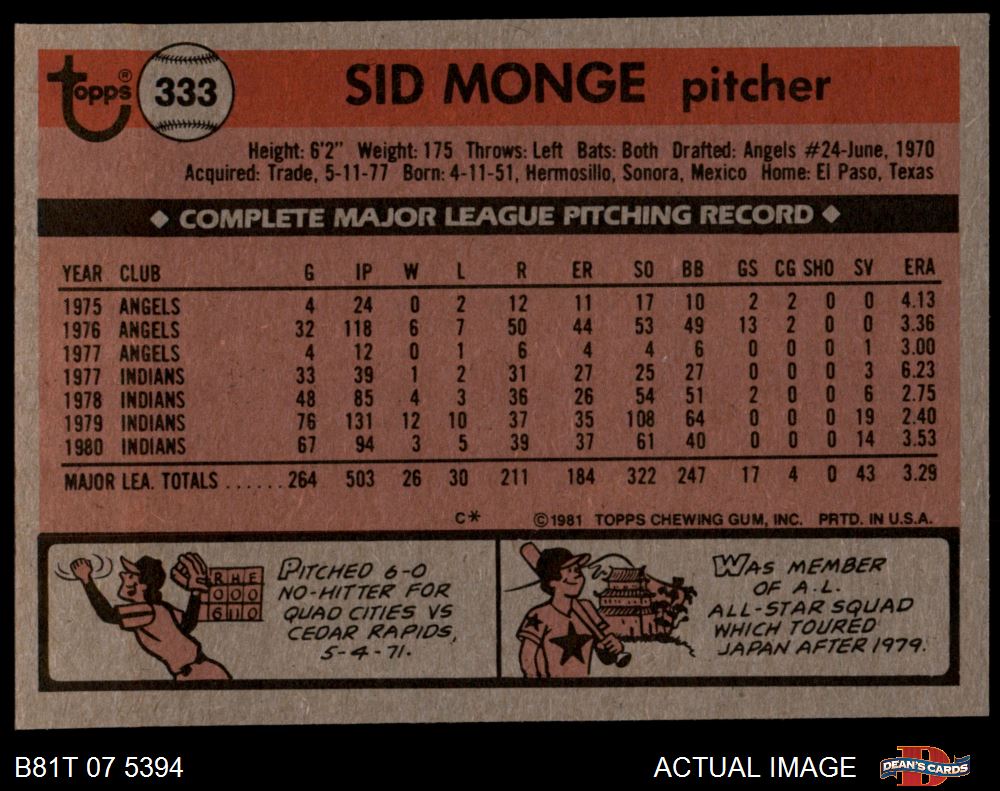 Topps® 333 SID MONGE pitcher
Height: 6'2" Weight: 175 Throws: Left Bats: Both Drafted: Angels #24-June, 1970
Acquired: Trade, 5-11-77 Born: 4-11-51, Hermosillo, Sonora, Mexico Home: El Paso, Texas
◆ COMPLETE MAJOR LEAGUE PITCHING RECORD ◆
YEAR CLUB G IP W L R ER SO BB GS CG SHO SV ERA
1975 ANGELS 4 24 0 2 12 11 17 10 2 2 0 0 4.13
1976 ANGELS 32 118 6 7 50 44 53 49 13 2 0 0 3.36
1977 ANGELS 4 12 0 1 6 4 4 6 0 0 0 1 3.00
1977 INDIANS 33 39 1 2 31 27 25 27 0 0 0 3 6.23
1978 INDIANS 48 85 4 3 36 26 54 51 2 0 0 6 2.75
1979 INDIANS 76 131 12 10 37 35 108 64 0 0 0 19 2.40
1980 INDIANS 67 94 3 5 39 37 61 40 0 0 0 14 3.53
MAJOR LEA. TOTALS ...... 264 503 26 30 211 184 322 247 17 4 0 43 3.29
C* ©1981 TOPPS CHEWING GUM, INC. PRTD. IN U.S.A.
R H E
0 0 0
6 1 0
PITCHED 6-0
NO-HITTER FOR
QUAD CITIES VS
CEDAR RAPIDS,
5-4-71.
WAS MEMBER
OF A.L.
ALL-STAR SQUAD
WHICH TOURED
JAPAN AFTER 1979.
B81T 07 5394 ACTUAL IMAGE D DEAN'S CARDS